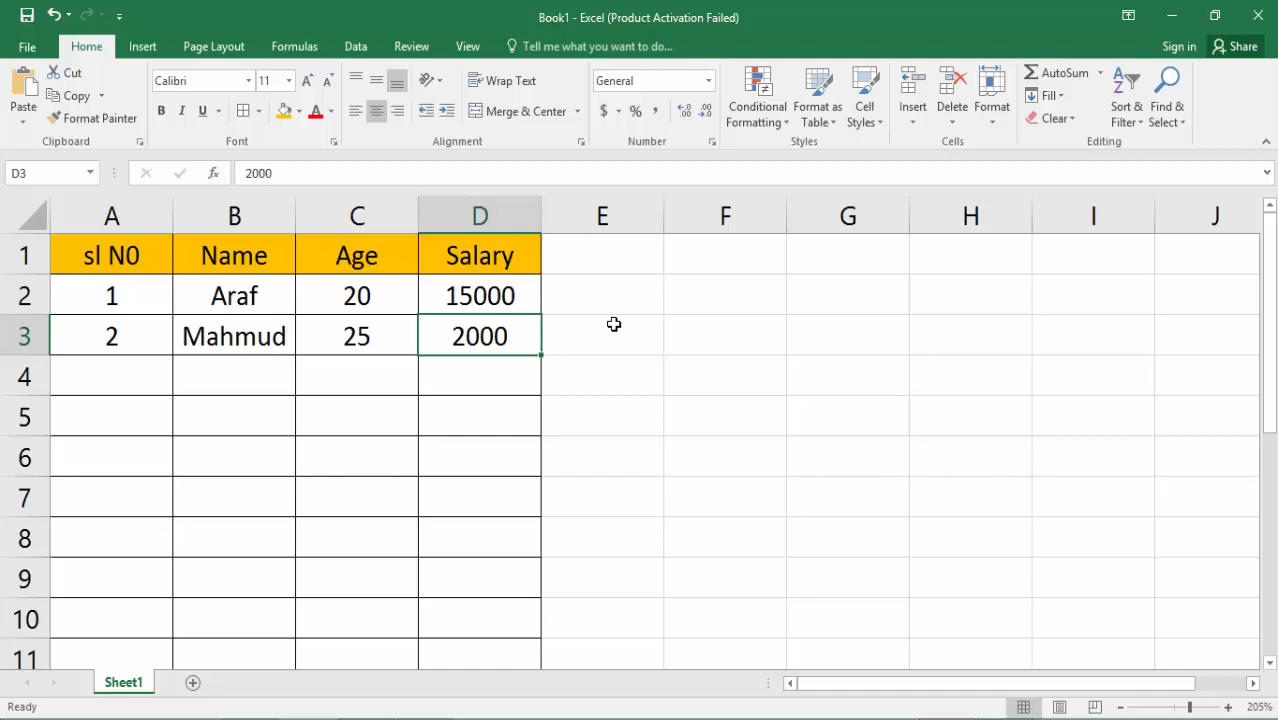 Book1 - Excel (Product Activation Failed)
File Home Insert Page Layout Formulas Data Review View Tell me what you want to do... Sign in Share
Paste
Cut
Copy
Format Painter
Clipboard
Calibri 11
B I U
Font
Wrap Text
Merge & Center
Alignment
General
$ % ,
Number
Conditional Formatting
Format as Table
Cell Styles
Styles
Insert Delete Format
Cells
AutoSum
Fill
Clear
Sort & Filter
Find & Select
Editing
D3 fx 2000
A B C D E F G H I J
1 sl N0 Name Age Salary
2 1 Araf 20 15000
3 2 Mahmud 25 2000
4
5
6
7
8
9
10
11
Sheet1
Ready 205%